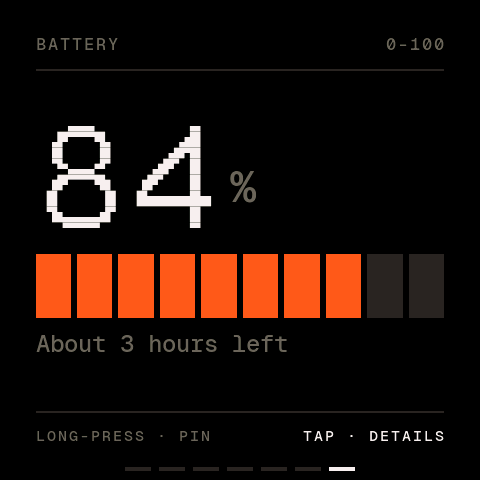 BATTERY 0-100
84 %
About 3 hours left
LONG-PRESS · PIN TAP · DETAILS